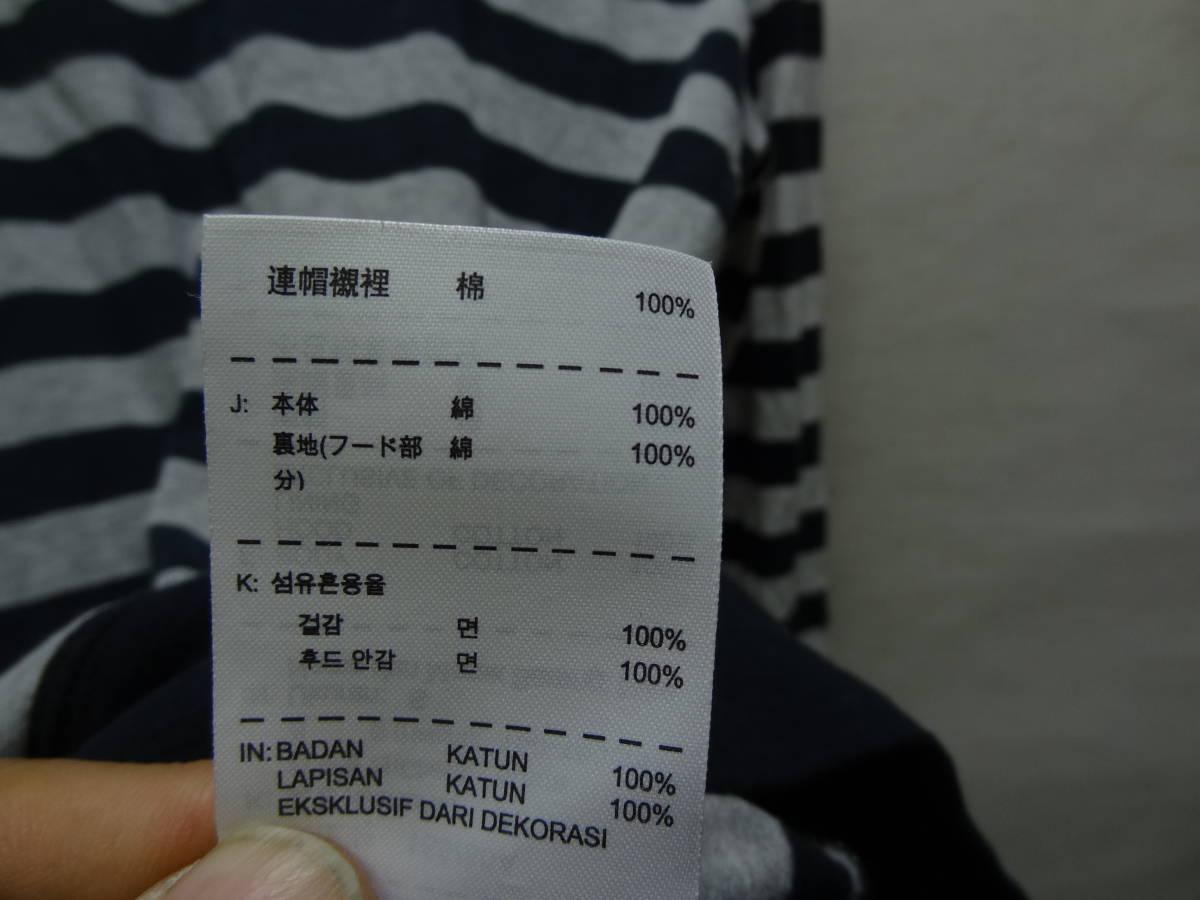 連帽襯裡 棉 100%
J: 本体 綿 100%
裏地(フード部 綿 100%
分)
K: 섬유혼용율
겉감 면 100%
후드 안감 면 100%
IN: BADAN KATUN 100%
LAPISAN KATUN 100%
EKSKLUSIF DARI DEKORASI